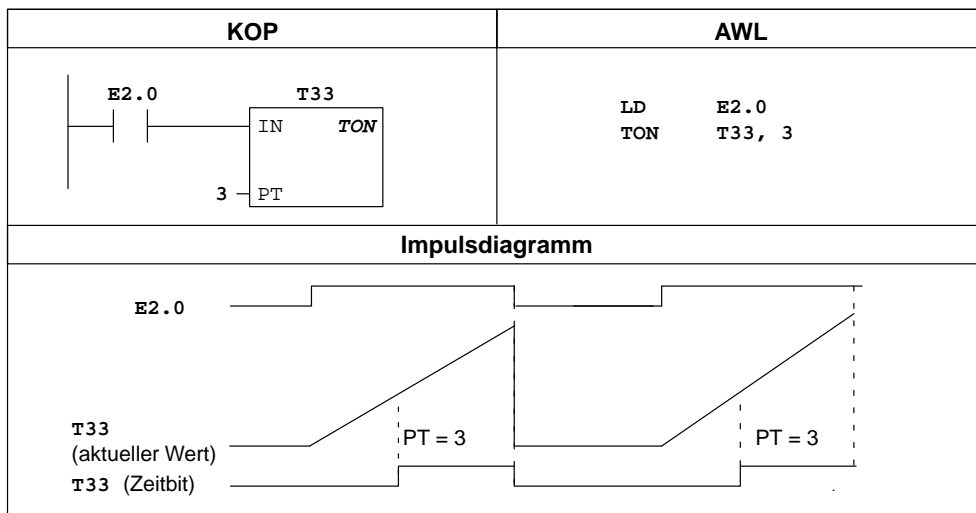 KOP
AWL
E2.0
T33
IN TON
3 PT
LD E2.0
TON T33, 3
Impulsdiagramm
E2.0
T33
(aktueller Wert)
PT = 3
PT = 3
T33 (Zeitbit)